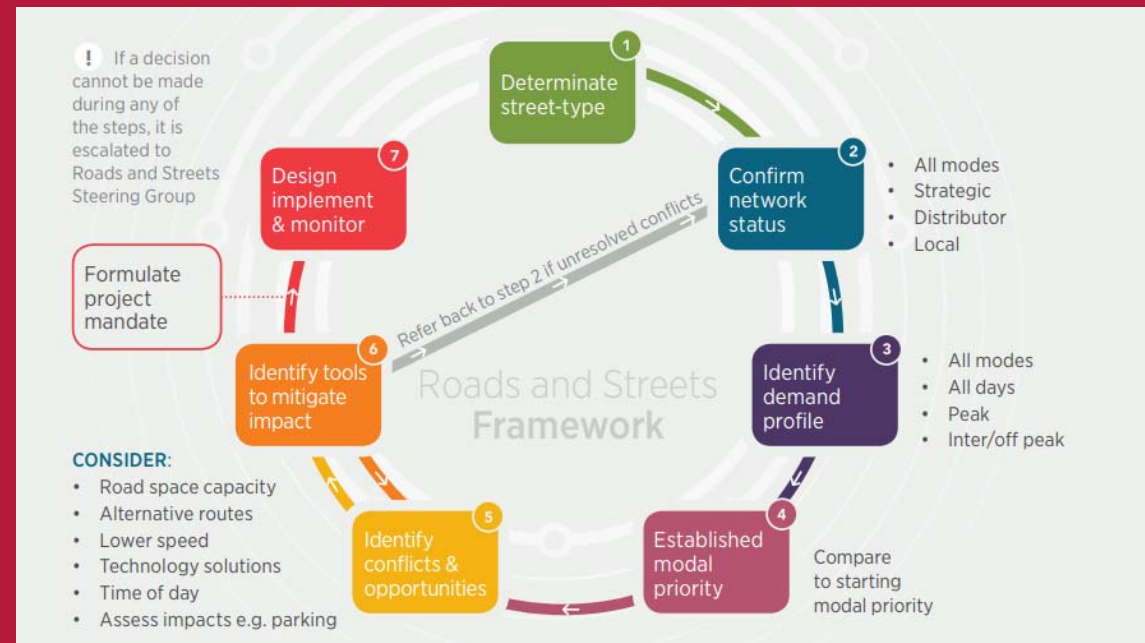 ! If a decision
cannot be made
during any of
the steps, it is
escalated to
Roads and Streets
Steering Group
1
Determinate
street-type
2
Confirm
network
status
• All modes
• Strategic
• Distributor
• Local
3
Identify
demand
profile
• All modes
• All days
• Peak
• Inter/off peak
4
Established
modal
priority
Compare
to starting
modal priority
5
Identify
conflicts &
opportunities
6
Identify tools
to mitigate
impact
CONSIDER:
• Road space capacity
• Alternative routes
• Lower speed
• Technology solutions
• Time of day
• Assess impacts e.g. parking
Refer back to step 2 if unresolved conflicts
Formulate
project
mandate
7
Design
implement
& monitor
Roads and Streets
Framework